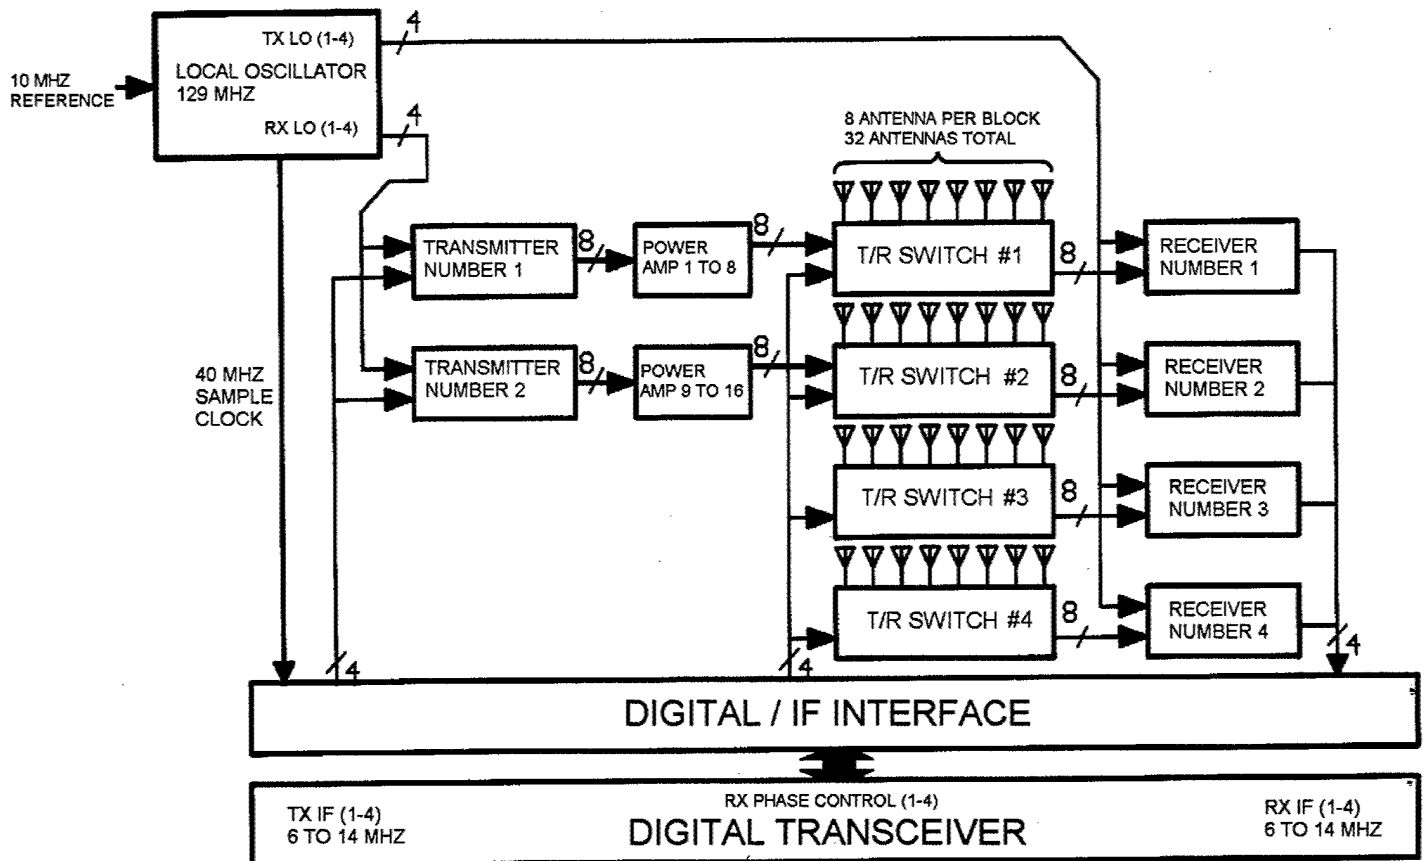 TX LO (1-4)
4
LOCAL OSCILLATOR
129 MHZ
10 MHZ
REFERENCE
RX LO (1-4)
4
8 ANTENNA PER BLOCK
32 ANTENNAS TOTAL
TRANSMITTER
NUMBER 1
8
POWER
AMP 1 TO 8
8
T/R SWITCH #1
8
RECEIVER
NUMBER 1
TRANSMITTER
NUMBER 2
8
POWER
AMP 9 TO 16
8
T/R SWITCH #2
8
RECEIVER
NUMBER 2
40 MHZ
SAMPLE
CLOCK
T/R SWITCH #3
8
RECEIVER
NUMBER 3
T/R SWITCH #4
8
RECEIVER
NUMBER 4
4
4
4
DIGITAL / IF INTERFACE
TX IF (1-4)
6 TO 14 MHZ
RX PHASE CONTROL (1-4)
DIGITAL TRANSCEIVER
RX IF (1-4)
6 TO 14 MHZ